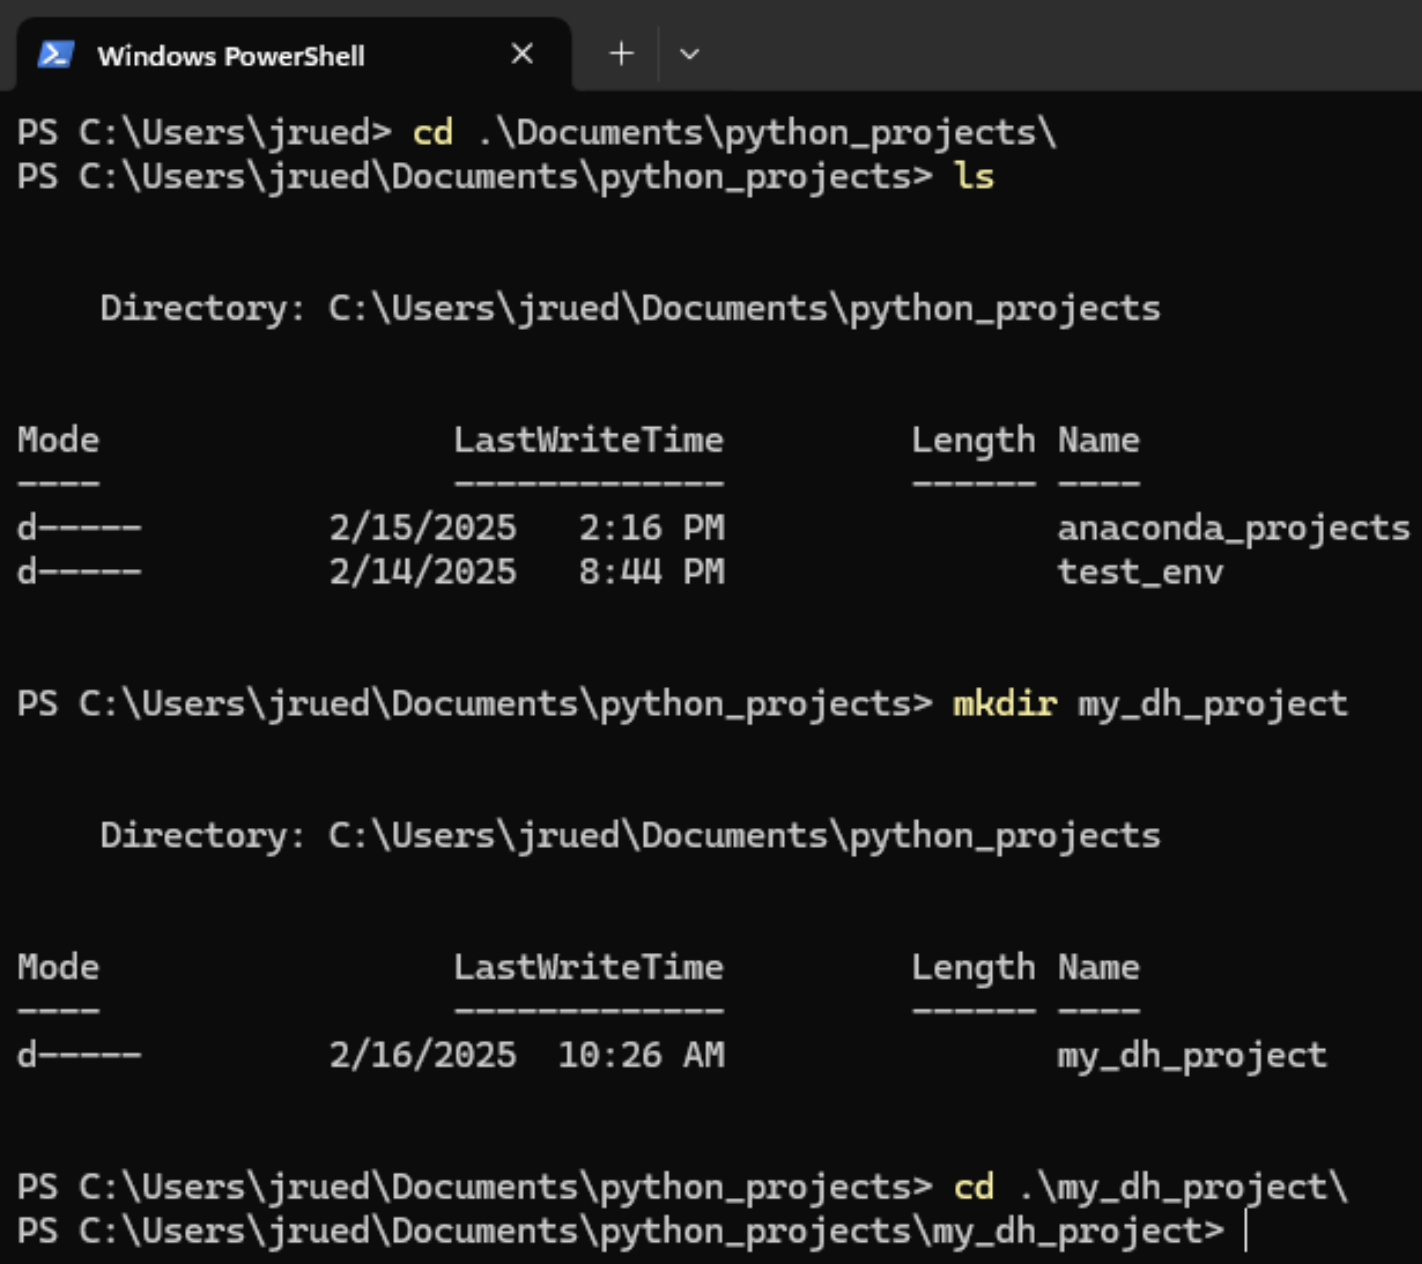 Windows PowerShell
PS C:\Users\jrued> cd .\Documents\python_projects\
PS C:\Users\jrued\Documents\python_projects> ls
Directory: C:\Users\jrued\Documents\python_projects
Mode LastWriteTime Length Name
---- ------------- ------ ----
d----- 2/15/2025 2:16 PM anaconda_projects
d----- 2/14/2025 8:44 PM test_env
PS C:\Users\jrued\Documents\python_projects> mkdir my_dh_project
Directory: C:\Users\jrued\Documents\python_projects
Mode LastWriteTime Length Name
---- ------------- ------ ----
d----- 2/16/2025 10:26 AM my_dh_project
PS C:\Users\jrued\Documents\python_projects> cd .\my_dh_project\
PS C:\Users\jrued\Documents\python_projects\my_dh_project>